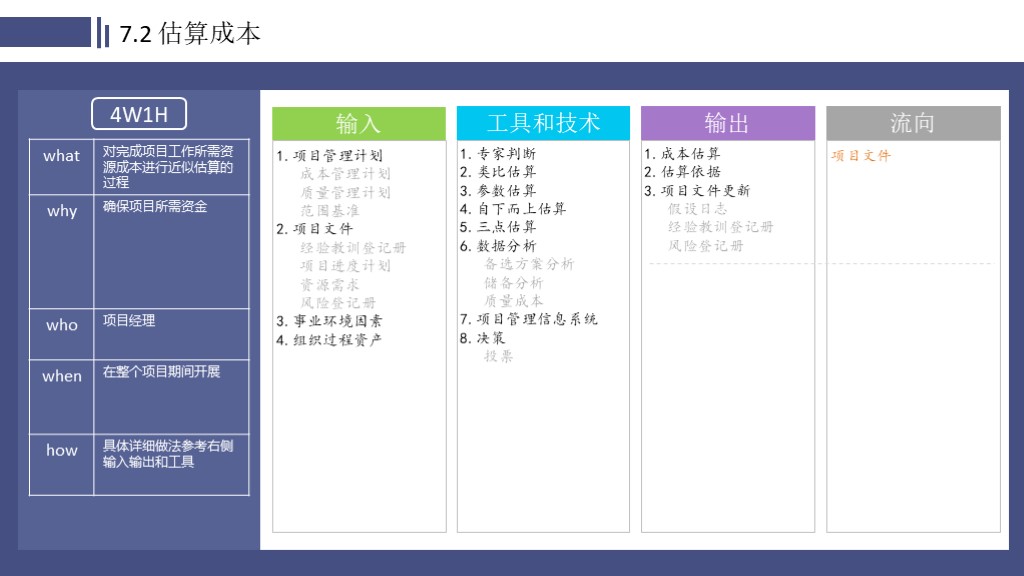 7.2 估算成本
4W1H
what
对完成项目工作所需资
源成本进行近似估算的
过程
why
确保项目所需资金
who
项目经理
when
在整个项目期间开展
how
具体详细做法参考右侧
输入输出和工具
输入
1. 项目管理计划
成本管理计划
质量管理计划
范围基准
2. 项目文件
经验教训登记册
项目进度计划
资源需求
风险登记册
3. 事业环境因素
4. 组织过程资产
工具和技术
1. 专家判断
2. 类比估算
3. 参数估算
4. 自下而上估算
5. 三点估算
6. 数据分析
备选方案分析
储备分析
质量成本
7. 项目管理信息系统
8. 决策
投票
输出
1. 成本估算
2. 估算依据
3. 项目文件更新
假设日志
经验教训登记册
风险登记册
流向
项目文件